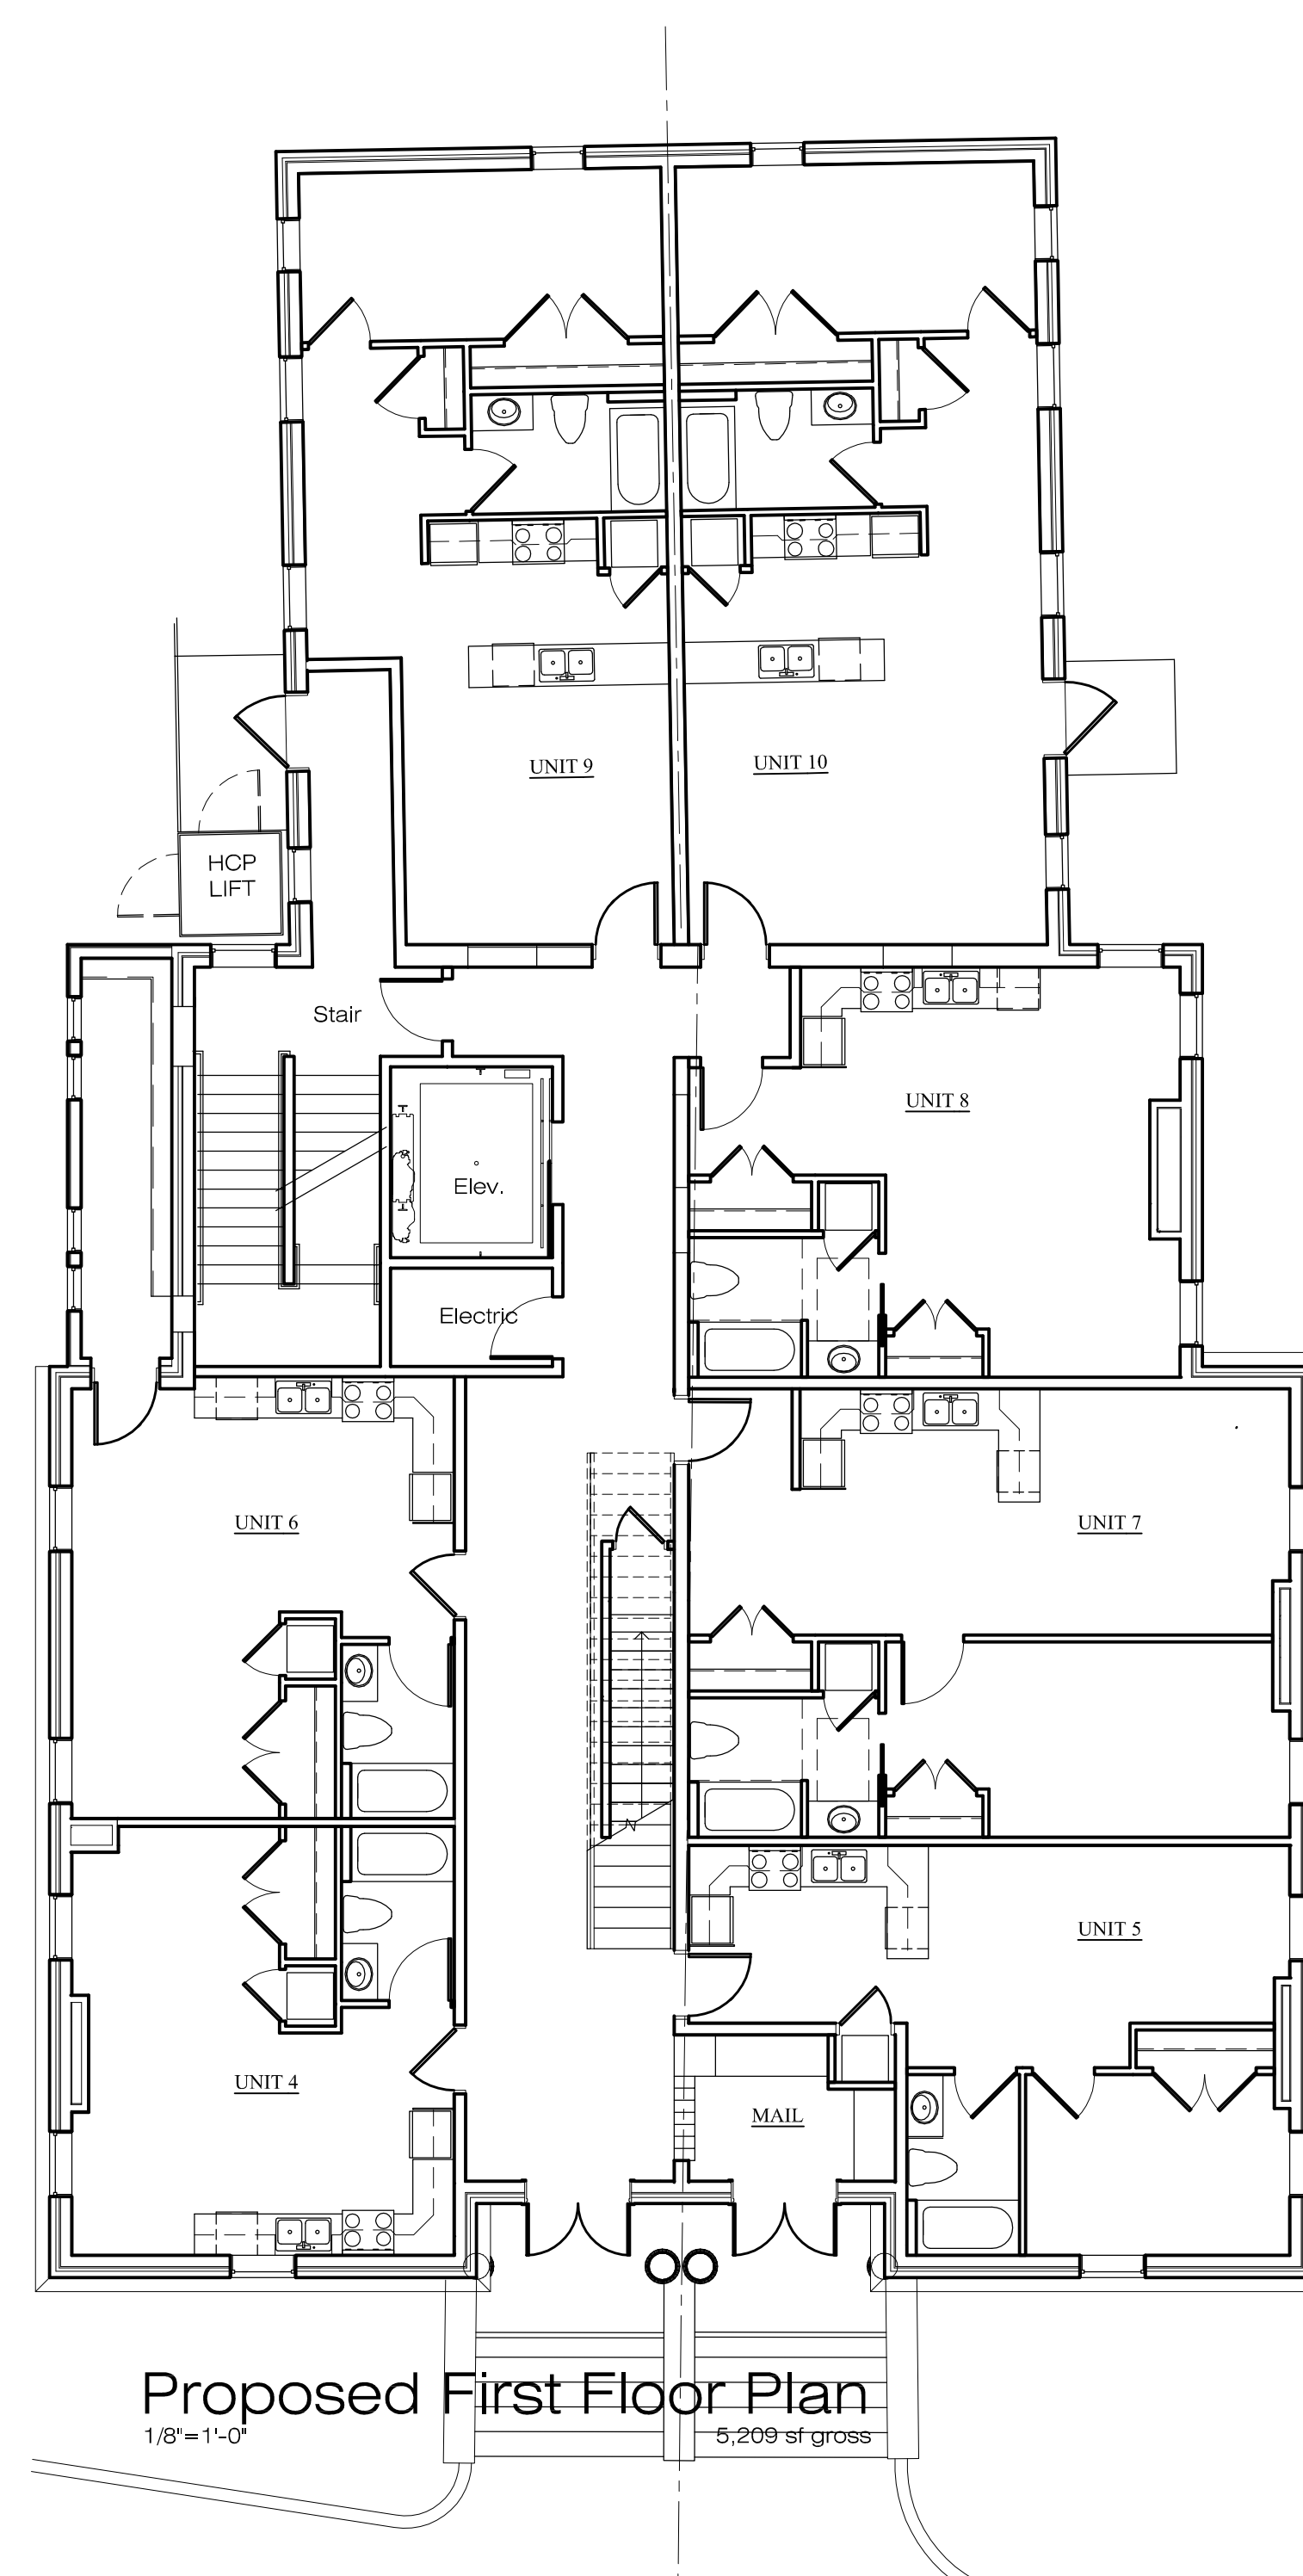 UNIT 9
UNIT 10
HCP
LIFT
Stair
UNIT 8
Elev.
Electric
UNIT 6
UNIT 7
UNIT 5
UNIT 4
MAIL
Proposed First Floor Plan
1/8"=1'-0"
5,209 sf gross